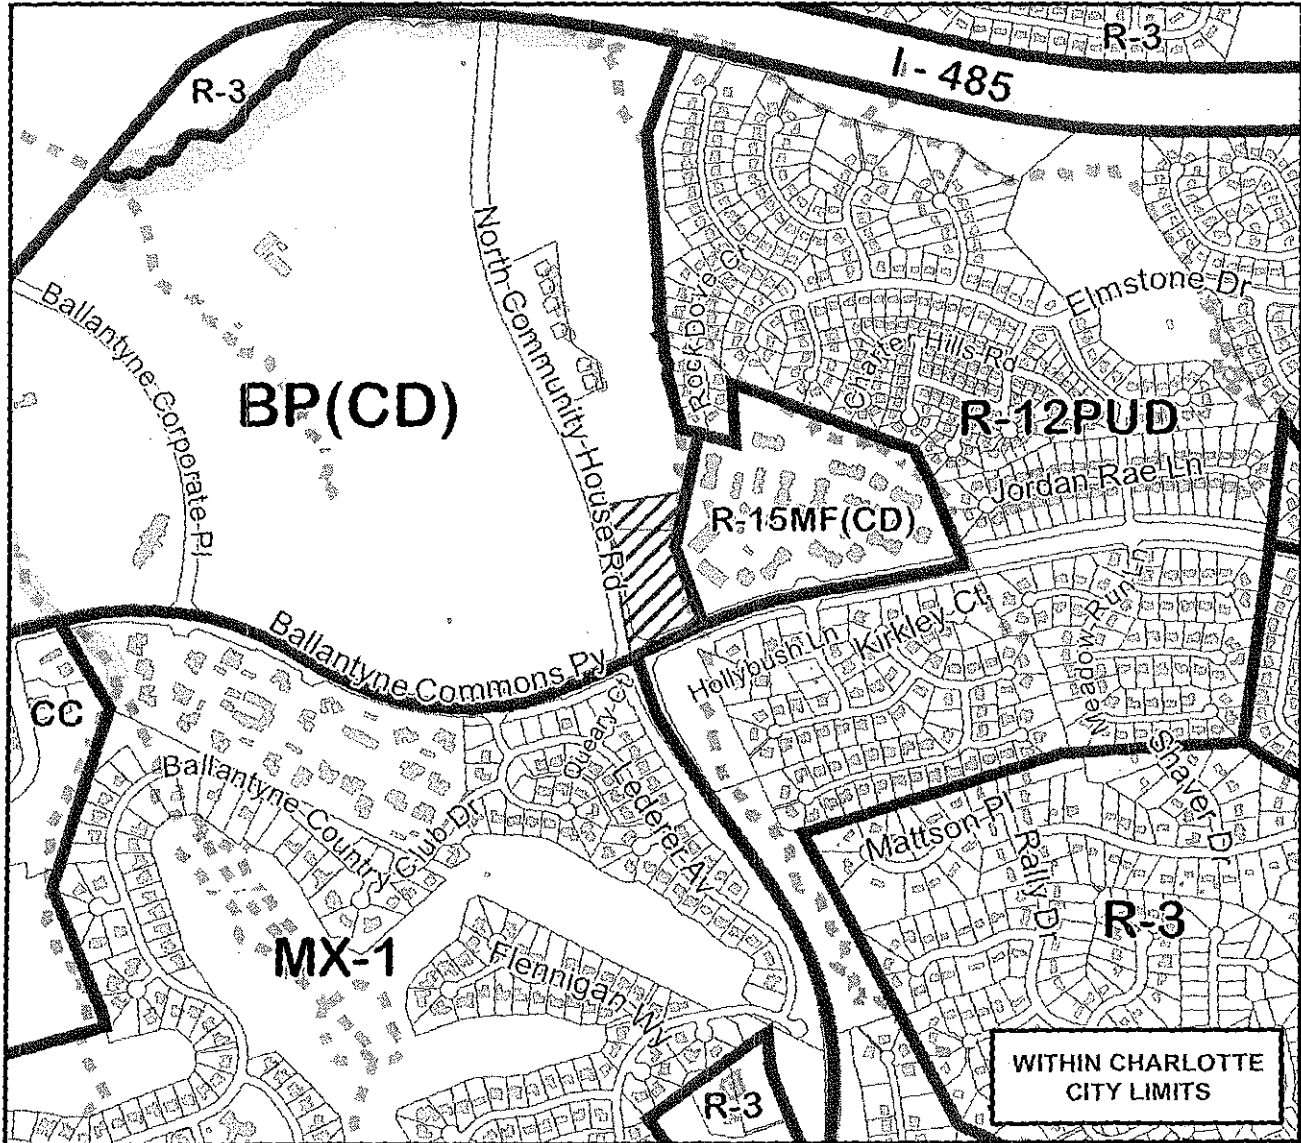 R-3
I-485
R-3
North-Community-House-Rd
Ballantyne-Corporate-Pl
Elmstone-Dr
Rock-Dove-Ct
Charter Hills-Rd
BP(CD)
R-12PUD
Jordan-Rae-Ln
R-15MF(CD)
Ballantyne-Commons-Py
Hollybush-Ln
Kirkley-Ct
Meadow-Run-Ln
CC
Queary-Ct
Lederer-Av
Shaver-Dr
Ballantyne-Country-Club-Dr
Mattson-Pl
Rally-Dr
MX-1
R-3
Flennigan-Wy
R-3
WITHIN CHARLOTTE
CITY LIMITS